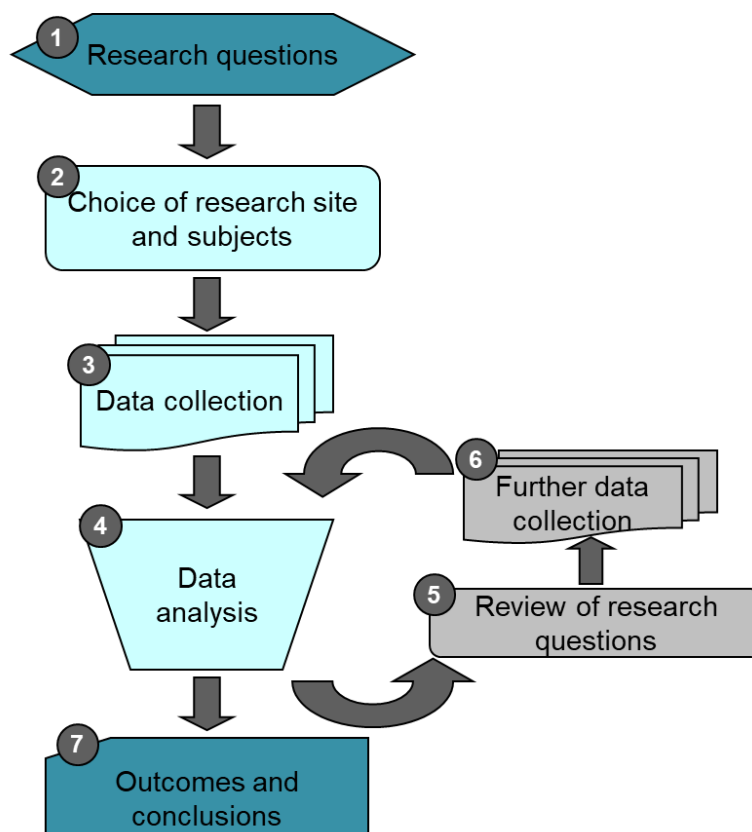 1
Research questions
2
Choice of research site
and subjects
3
Data collection
4
Data
analysis
5
Review of research
questions
6
Further data
collection
7
Outcomes and
conclusions